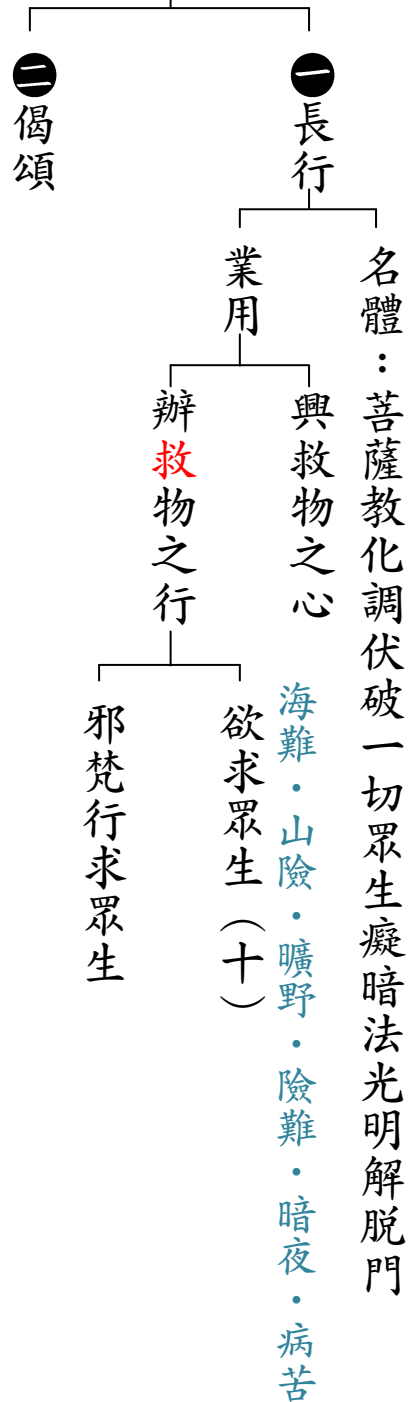 一 長行
名體：菩薩教化調伏破一切眾生癡暗法光明解脫門
業用
興救物之心
辦救物之行
海難・山險・曠野・險難・暗夜・病苦
欲求眾生（十）
邪梵行求眾生
二 偈頌